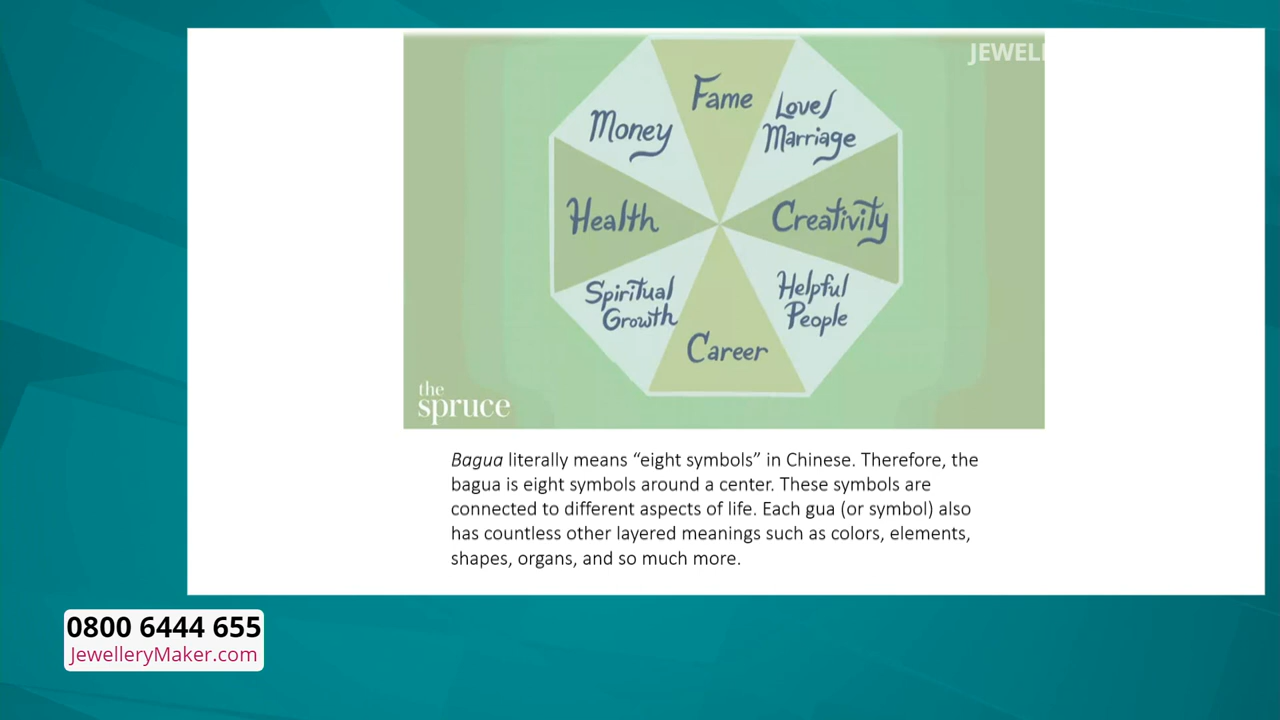 JEWELL
Fame
Money
Love/
Marriage
Health
Creativity
Spiritual
Growth
Helpful
People
Career
the
spruce
Bagua literally means “eight symbols” in Chinese. Therefore, the
bagua is eight symbols around a center. These symbols are
connected to different aspects of life. Each gua (or symbol) also
has countless other layered meanings such as colors, elements,
shapes, organs, and so much more.
0800 6444 655
JewelleryMaker.com